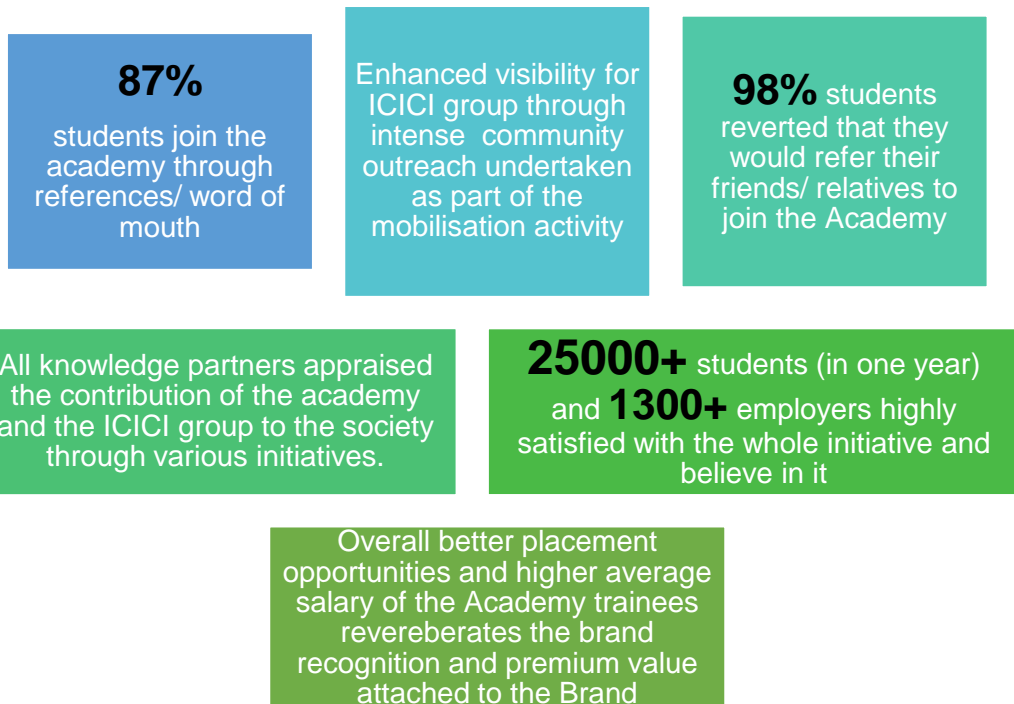 87%
students join the
academy through
references/ word of
mouth
Enhanced visibility for
ICICI group through
intense community
outreach undertaken
as part of the
mobilisation activity
98% students
reverted that they
would refer their
friends/ relatives to
join the Academy
All knowledge partners appraised
the contribution of the academy
and the ICICI group to the society
through various initiatives.
25000+ students (in one year)
and 1300+ employers highly
satisfied with the whole initiative and
believe in it
Overall better placement
opportunities and higher average
salary of the Academy trainees
revereberates the brand
recognition and premium value
attached to the Brand